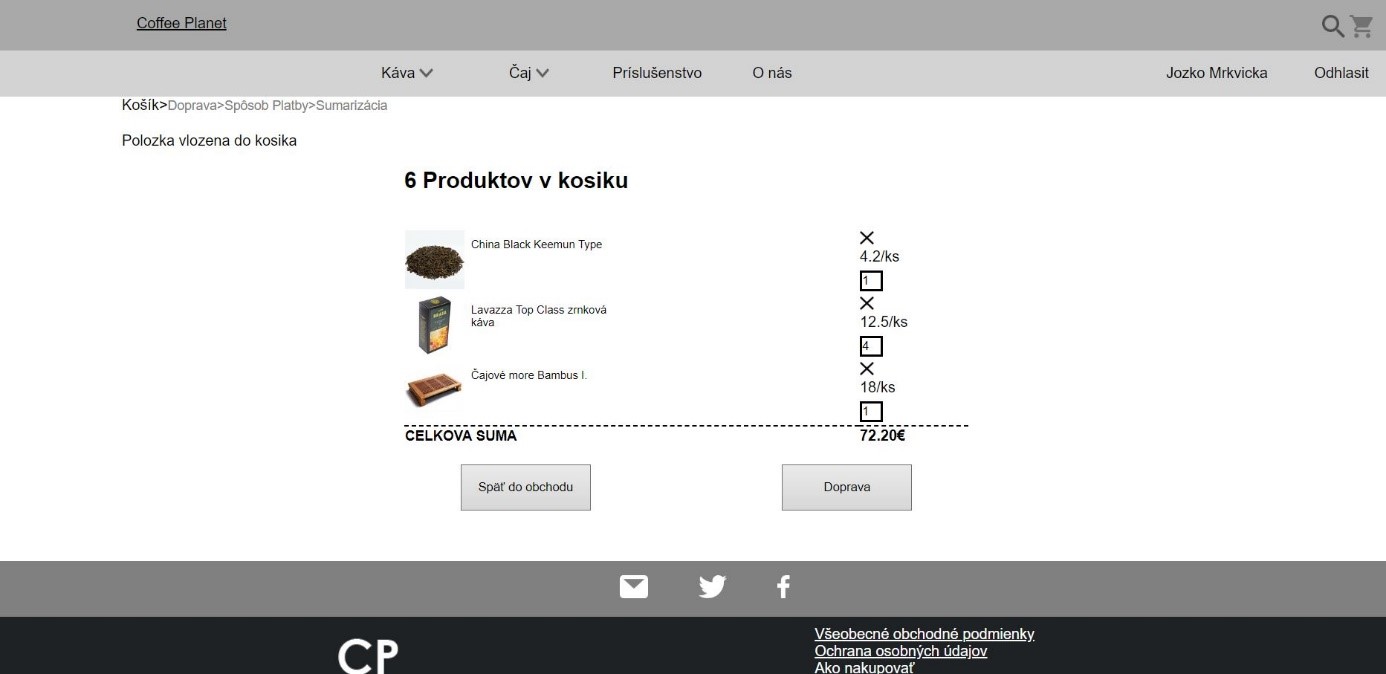 Coffee Planet
Káva Čaj Príslušenstvo O nás Jozko Mrkvicka Odhlasit
Košík>Doprava>Spôsob Platby>Sumarizácia
Polozka vlozena do kosika
6 Produktov v kosiku
China Black Keemun Type
4.2/ks
1
Lavazza Top Class zrnková
káva
12.5/ks
4
Čajové more Bambus I.
18/ks
1
CELKOVA SUMA 72.20€
Späť do obchodu Doprava
CP
Všeobecné obchodné podmienky
Ochrana osobných údajov
Ako nakupovať